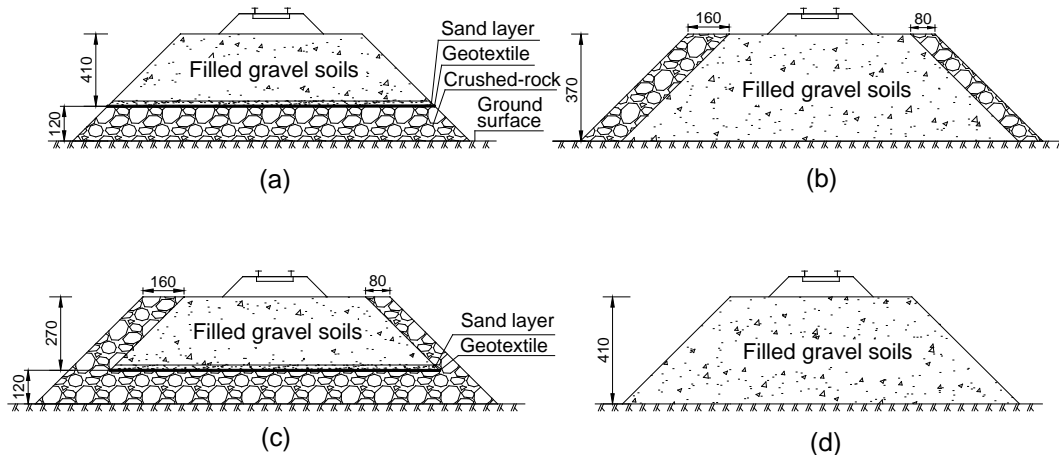 410
120
Filled gravel soils
Sand layer
Geotextile
Crushed-rock
Ground
surface
(a)
160
80
370
Filled gravel soils
(b)
160
80
270
120
Filled gravel soils
Sand layer
Geotextile
(c)
410
Filled gravel soils
(d)